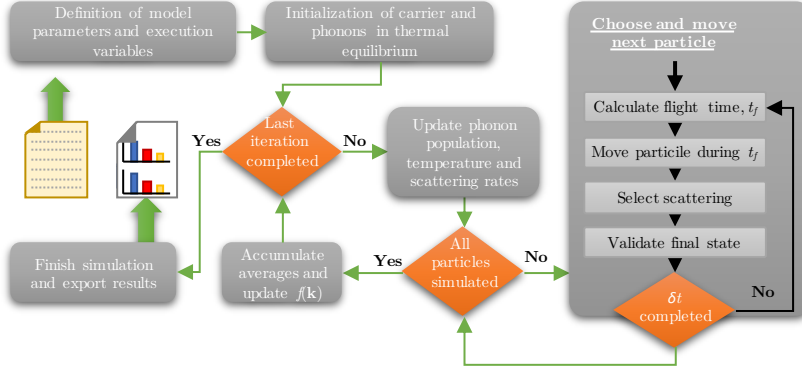 Definition of model
parameters and execution
variables
Initialization of carrier and
phonons in thermal
equilibrium
Choose and move
next particle
Calculate flight time, t_f
Move particile during t_f
Select scattering
Validate final state
δt
completed
No
Last
iteration
completed
Yes
No
Update phonon
population,
temperature and
scattering rates
All
particles
simulated
Yes
No
Accumulate
averages and
update f(k)
Finish simulation
and export results